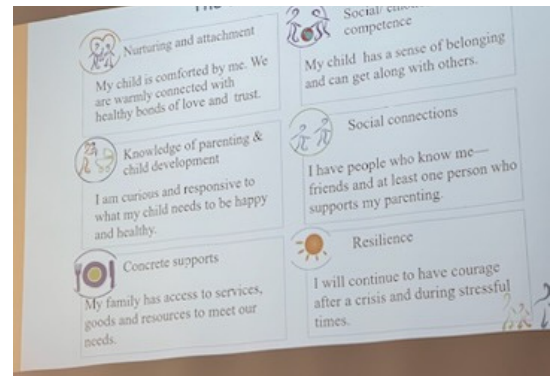 The
Nurturing and attachment
My child is comforted by me. We
are warmly connected with
healthy bonds of love and trust.
Social/
competence
My child has a sense of belonging
and can get along with others.
Knowledge of parenting &
child development
I am curious and responsive to
what my child needs to be happy
and healthy.
Social connections
I have people who know me—
friends and at least one person who
supports my parenting.
Concrete supports
My family has access to services,
goods and resources to meet our
needs.
Resilience
I will continue to have courage
after a crisis and during stressful
times.